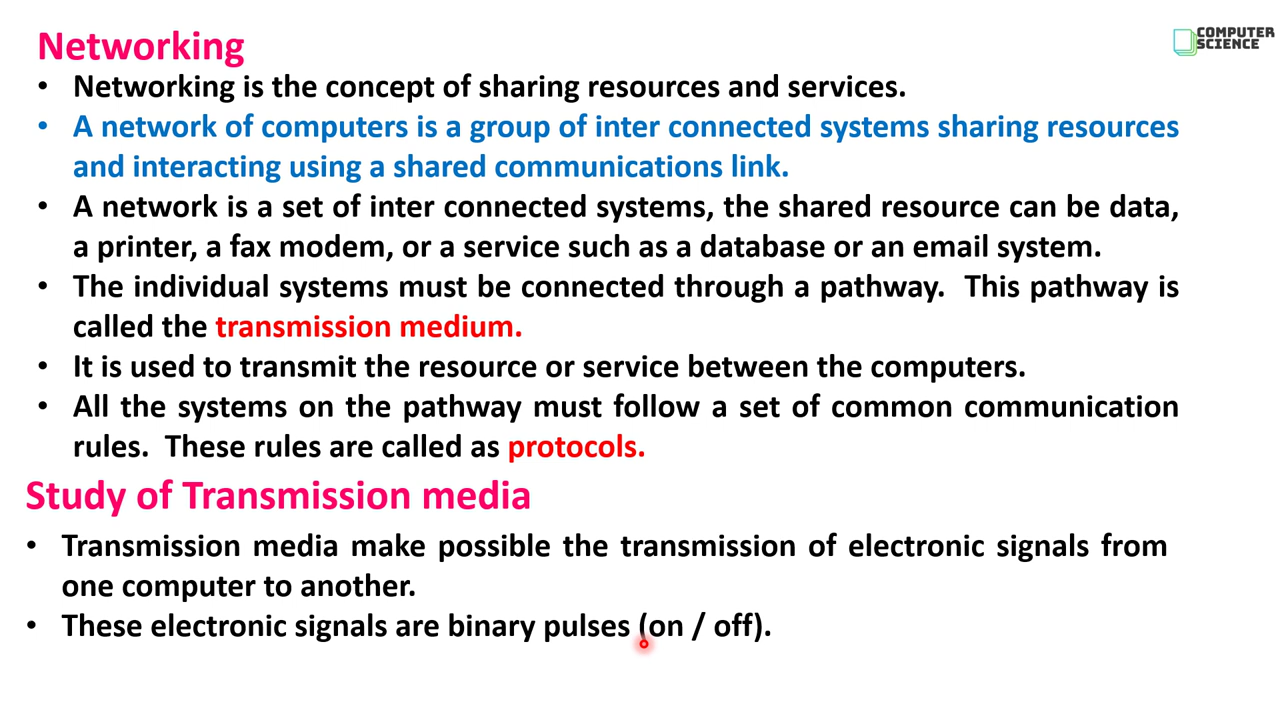 COMPUTER
SCIENCE
Networking
• Networking is the concept of sharing resources and services.
• A network of computers is a group of inter connected systems sharing resources
and interacting using a shared communications link.
• A network is a set of inter connected systems, the shared resource can be data,
a printer, a fax modem, or a service such as a database or an email system.
• The individual systems must be connected through a pathway. This pathway is
called the transmission medium.
• It is used to transmit the resource or service between the computers.
• All the systems on the pathway must follow a set of common communication
rules. These rules are called as protocols.
Study of Transmission media
• Transmission media make possible the transmission of electronic signals from
one computer to another.
• These electronic signals are binary pulses (on / off).